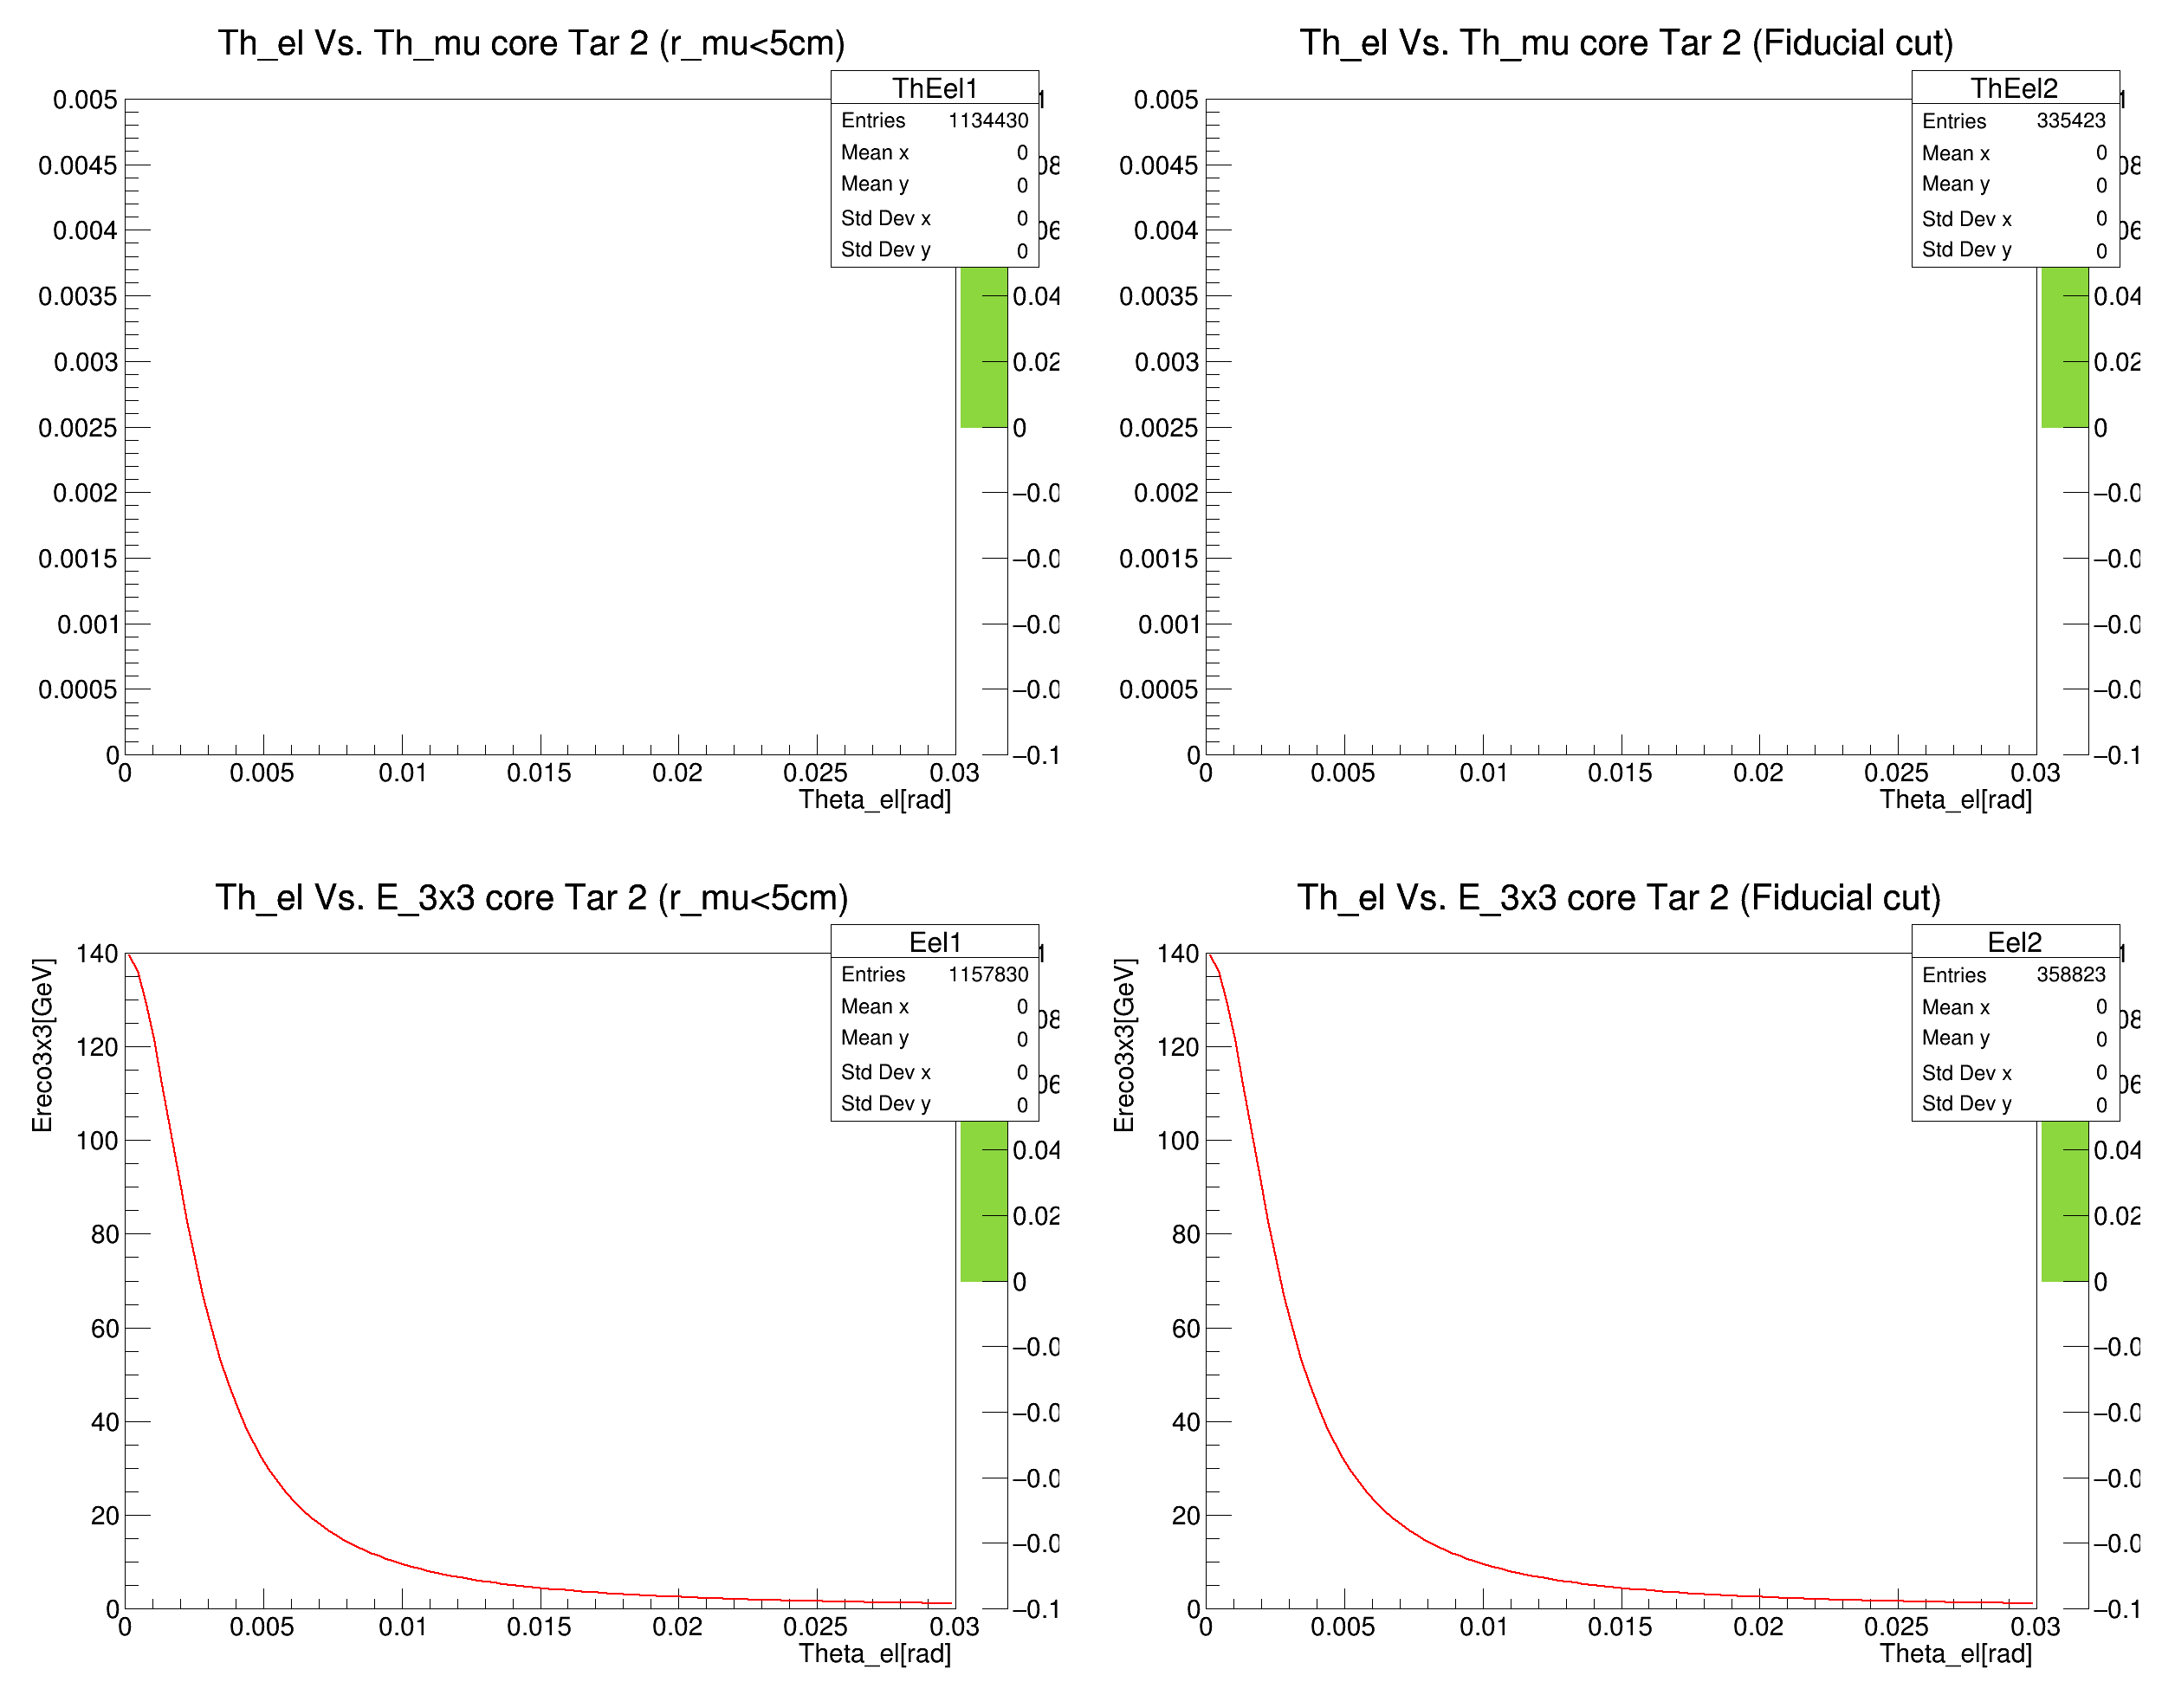 Th_el Vs. Th_mu core Tar 2 (r_mu<5cm)
ThEel1
Entries 1134430
Mean x 0
Mean y 0
Std Dev x 0
Std Dev y 0
0.005
0.0045
0.004
0.0035
0.003
0.0025
0.002
0.0015
0.001
0.0005
0
0 0.005 0.01 0.015 0.02 0.025 0.03
Theta_el[rad]
0.04
0.02
0
−0.1
Th_el Vs. Th_mu core Tar 2 (Fiducial cut)
ThEel2
Entries 335423
Mean x 0
Mean y 0
Std Dev x 0
Std Dev y 0
0.005
0.0045
0.004
0.0035
0.003
0.0025
0.002
0.0015
0.001
0.0005
0
0 0.005 0.01 0.015 0.02 0.025 0.03
Theta_el[rad]
0.04
0.02
0
−0.1
Th_el Vs. E_3x3 core Tar 2 (r_mu<5cm)
Eel1
Entries 1157830
Mean x 0
Mean y 0
Std Dev x 0
Std Dev y 0
Ereco3x3[GeV]
140
120
100
80
60
40
20
0
0 0.005 0.01 0.015 0.02 0.025 0.03
Theta_el[rad]
0.04
0.02
0
−0.1
Th_el Vs. E_3x3 core Tar 2 (Fiducial cut)
Eel2
Entries 358823
Mean x 0
Mean y 0
Std Dev x 0
Std Dev y 0
Ereco3x3[GeV]
140
120
100
80
60
40
20
0
0 0.005 0.01 0.015 0.02 0.025 0.03
Theta_el[rad]
0.04
0.02
0
−0.1